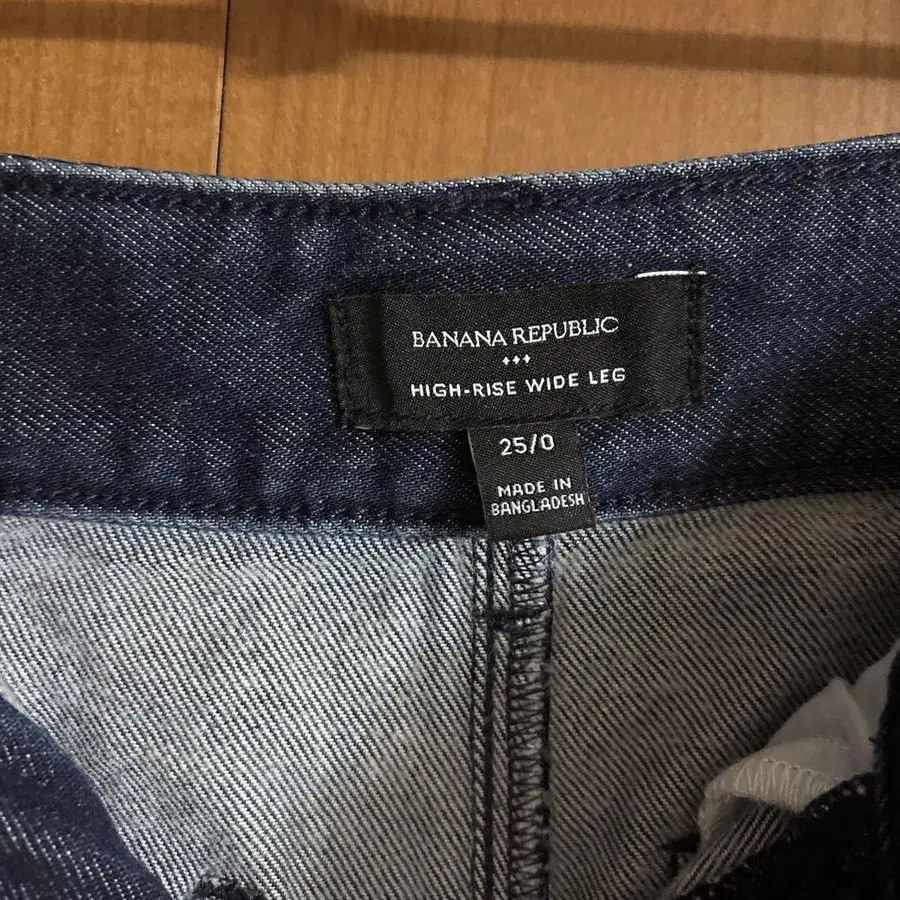 BANANA REPUBLIC
HIGH-RISE WIDE LEG
25/0
MADE IN
BANGLADESH